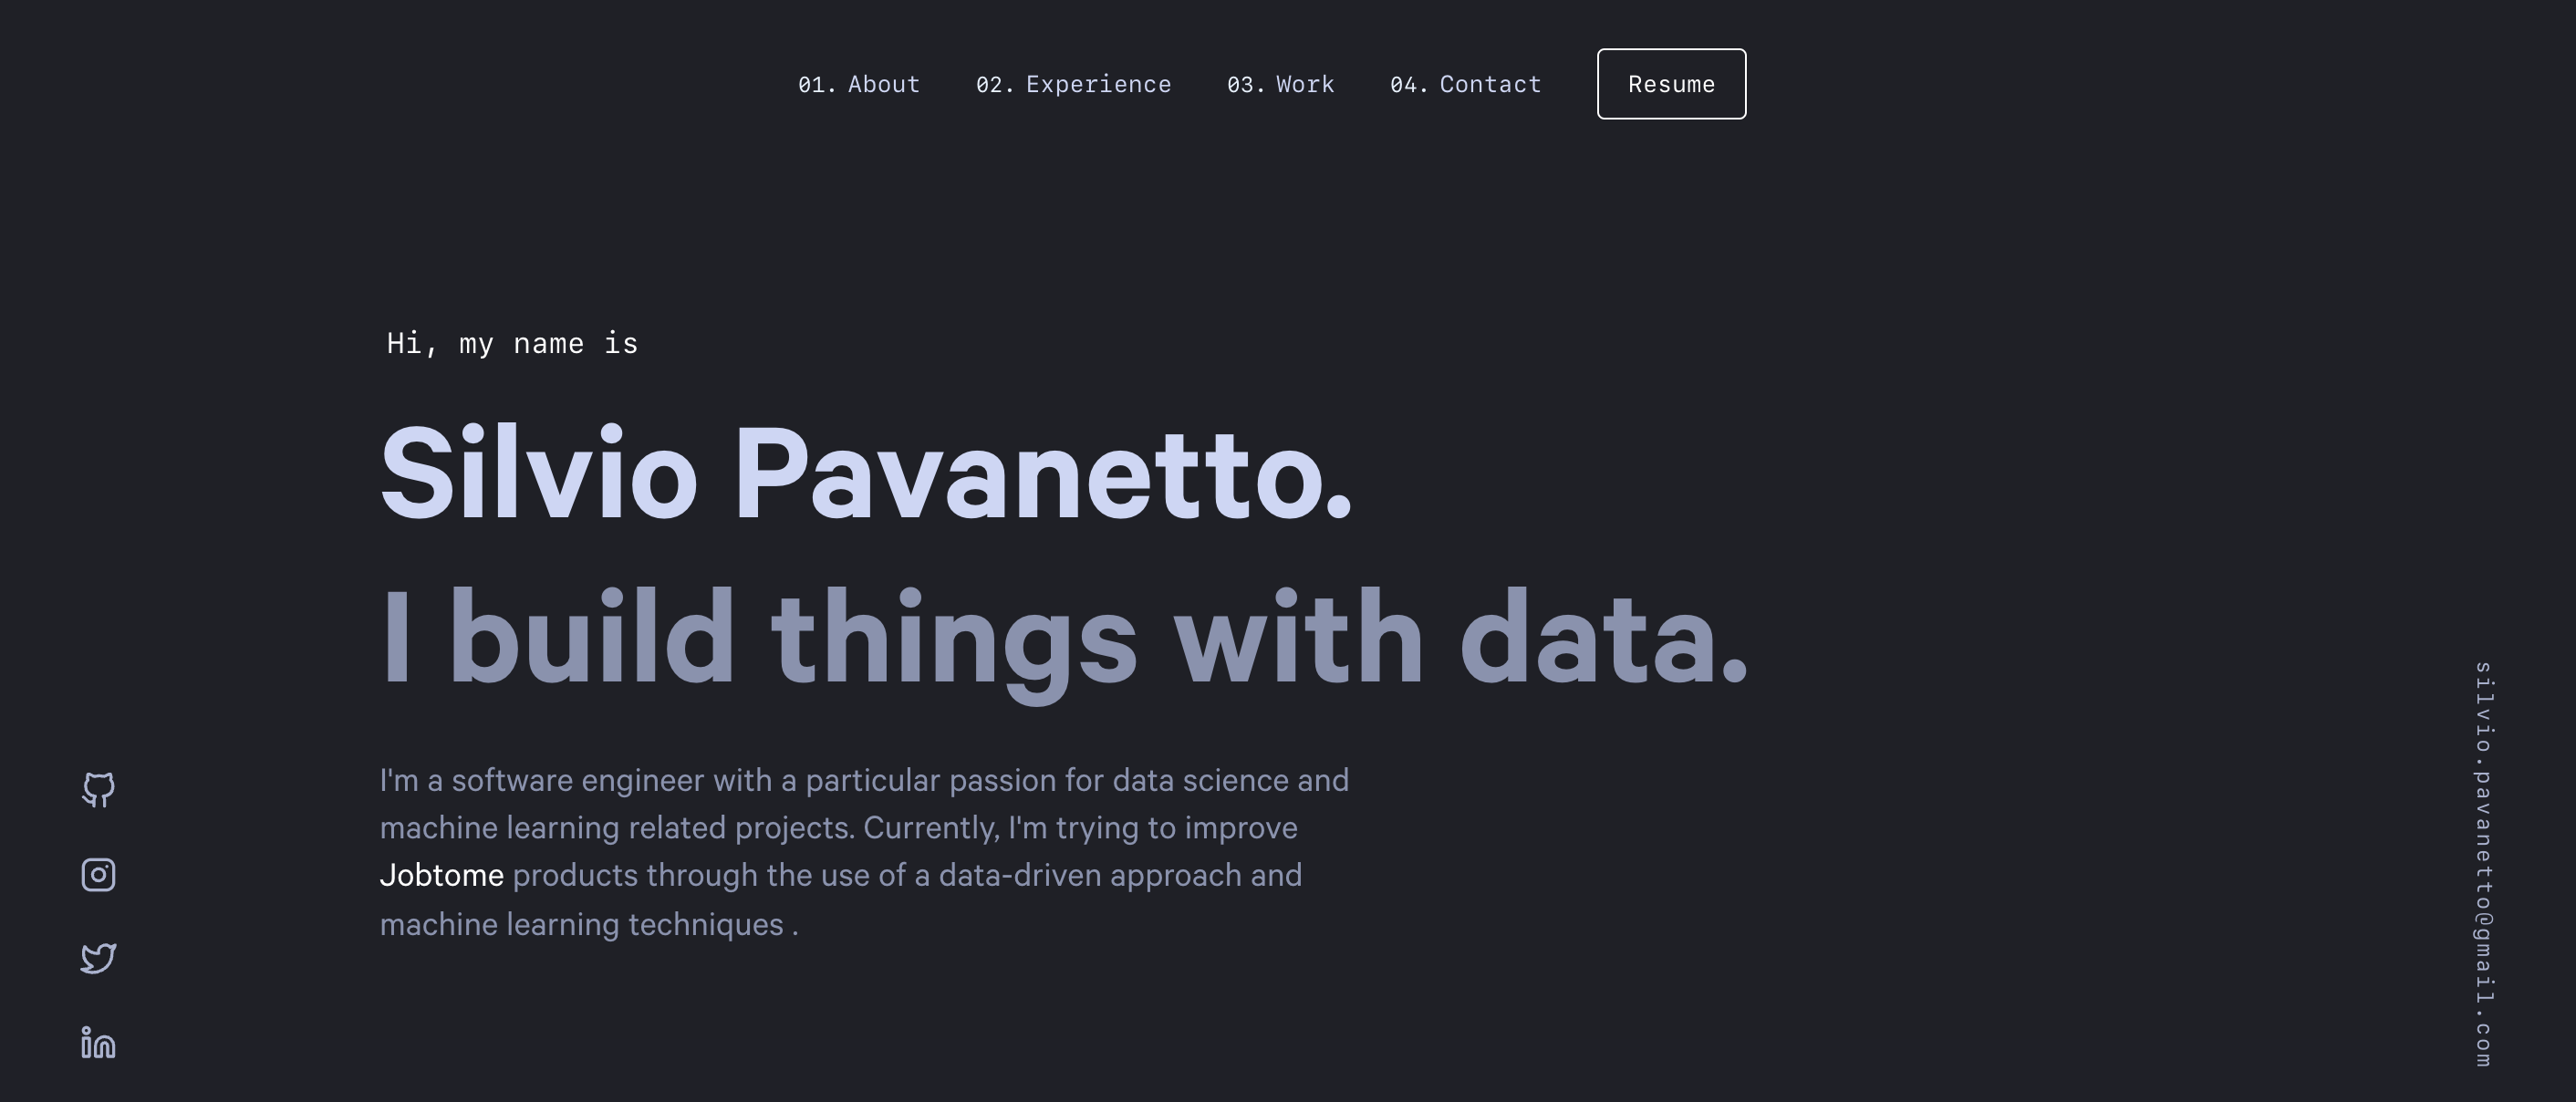 01. About 02. Experience 03. Work 04. Contact Resume
Hi, my name is
Silvio Pavanetto.
I build things with data.
I'm a software engineer with a particular passion for data science and
machine learning related projects. Currently, I'm trying to improve
Jobtome products through the use of a data-driven approach and
machine learning techniques .
silvio.pavanetto@gmail.com